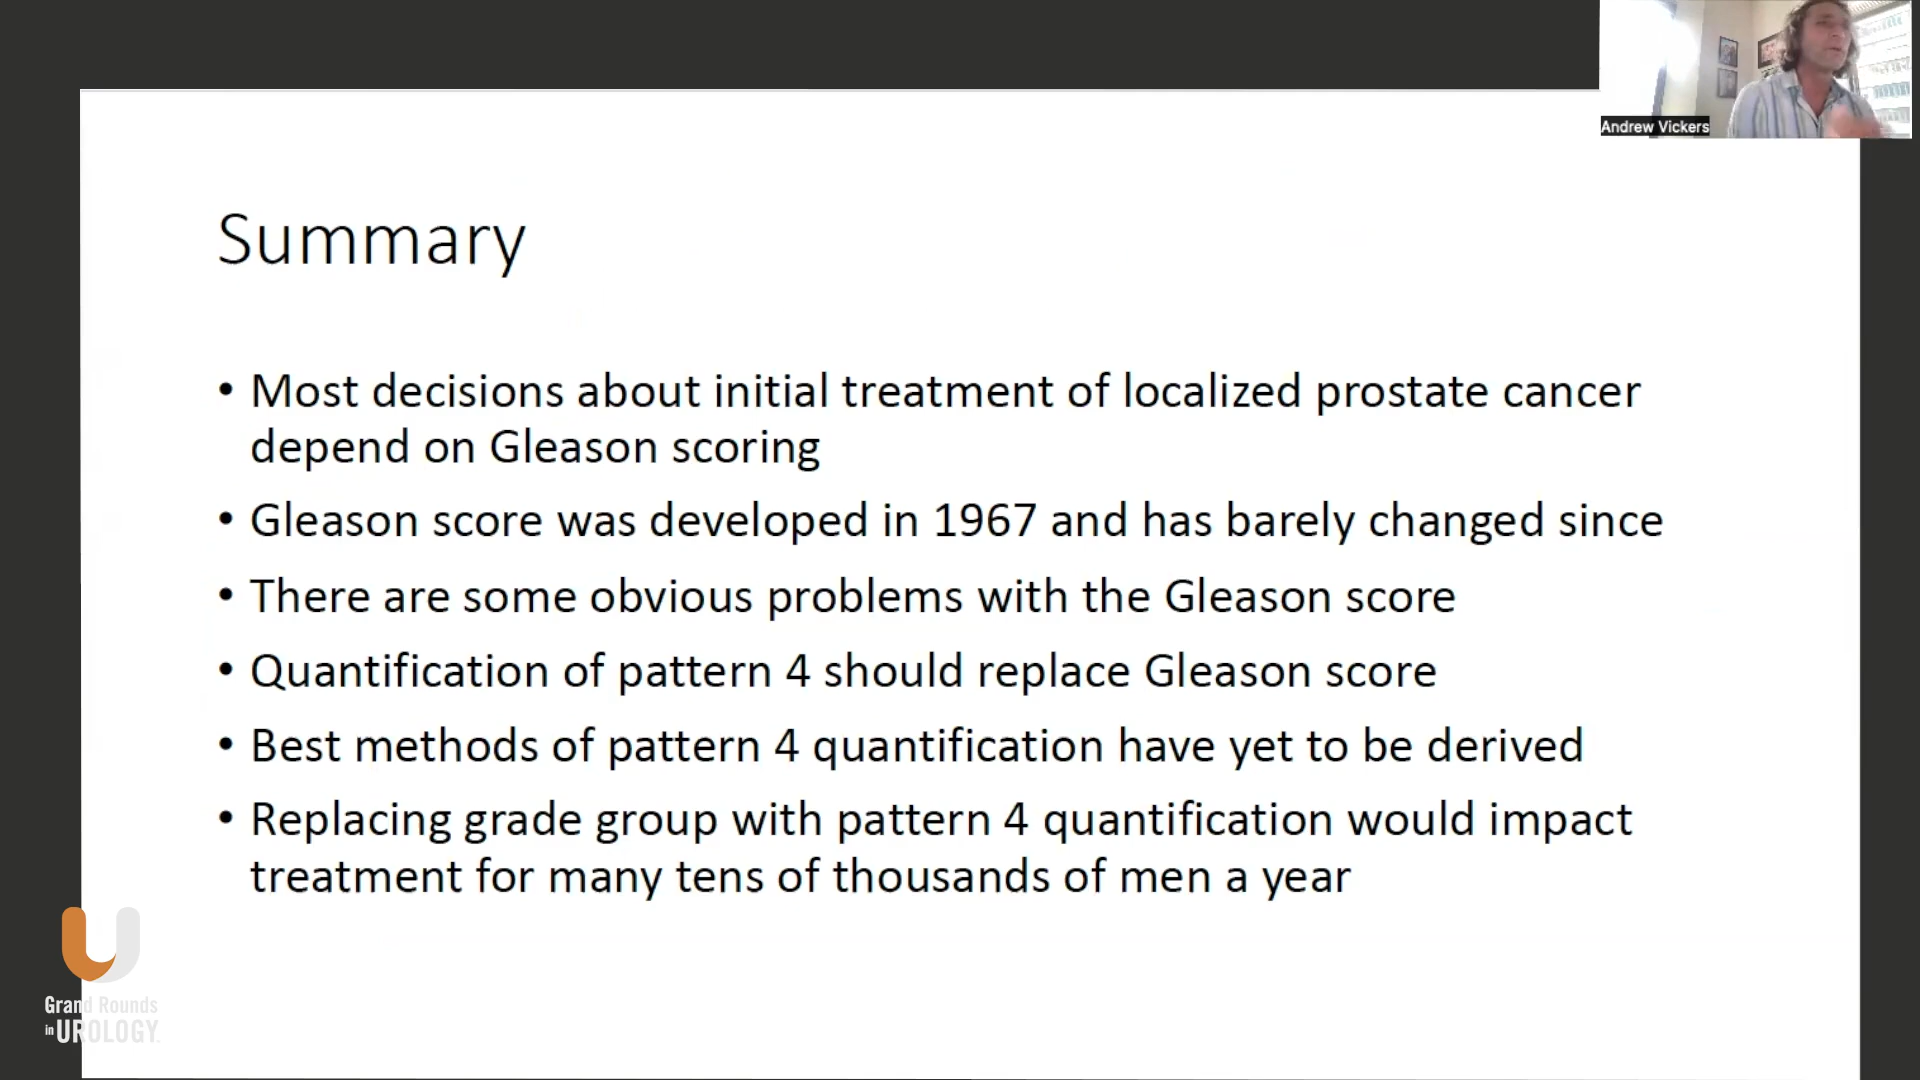 Andrew Vickers
Summary
• Most decisions about initial treatment of localized prostate cancer
depend on Gleason scoring
• Gleason score was developed in 1967 and has barely changed since
• There are some obvious problems with the Gleason score
• Quantification of pattern 4 should replace Gleason score
• Best methods of pattern 4 quantification have yet to be derived
• Replacing grade group with pattern 4 quantification would impact
treatment for many tens of thousands of men a year
Grand Rounds
in UROLOGY